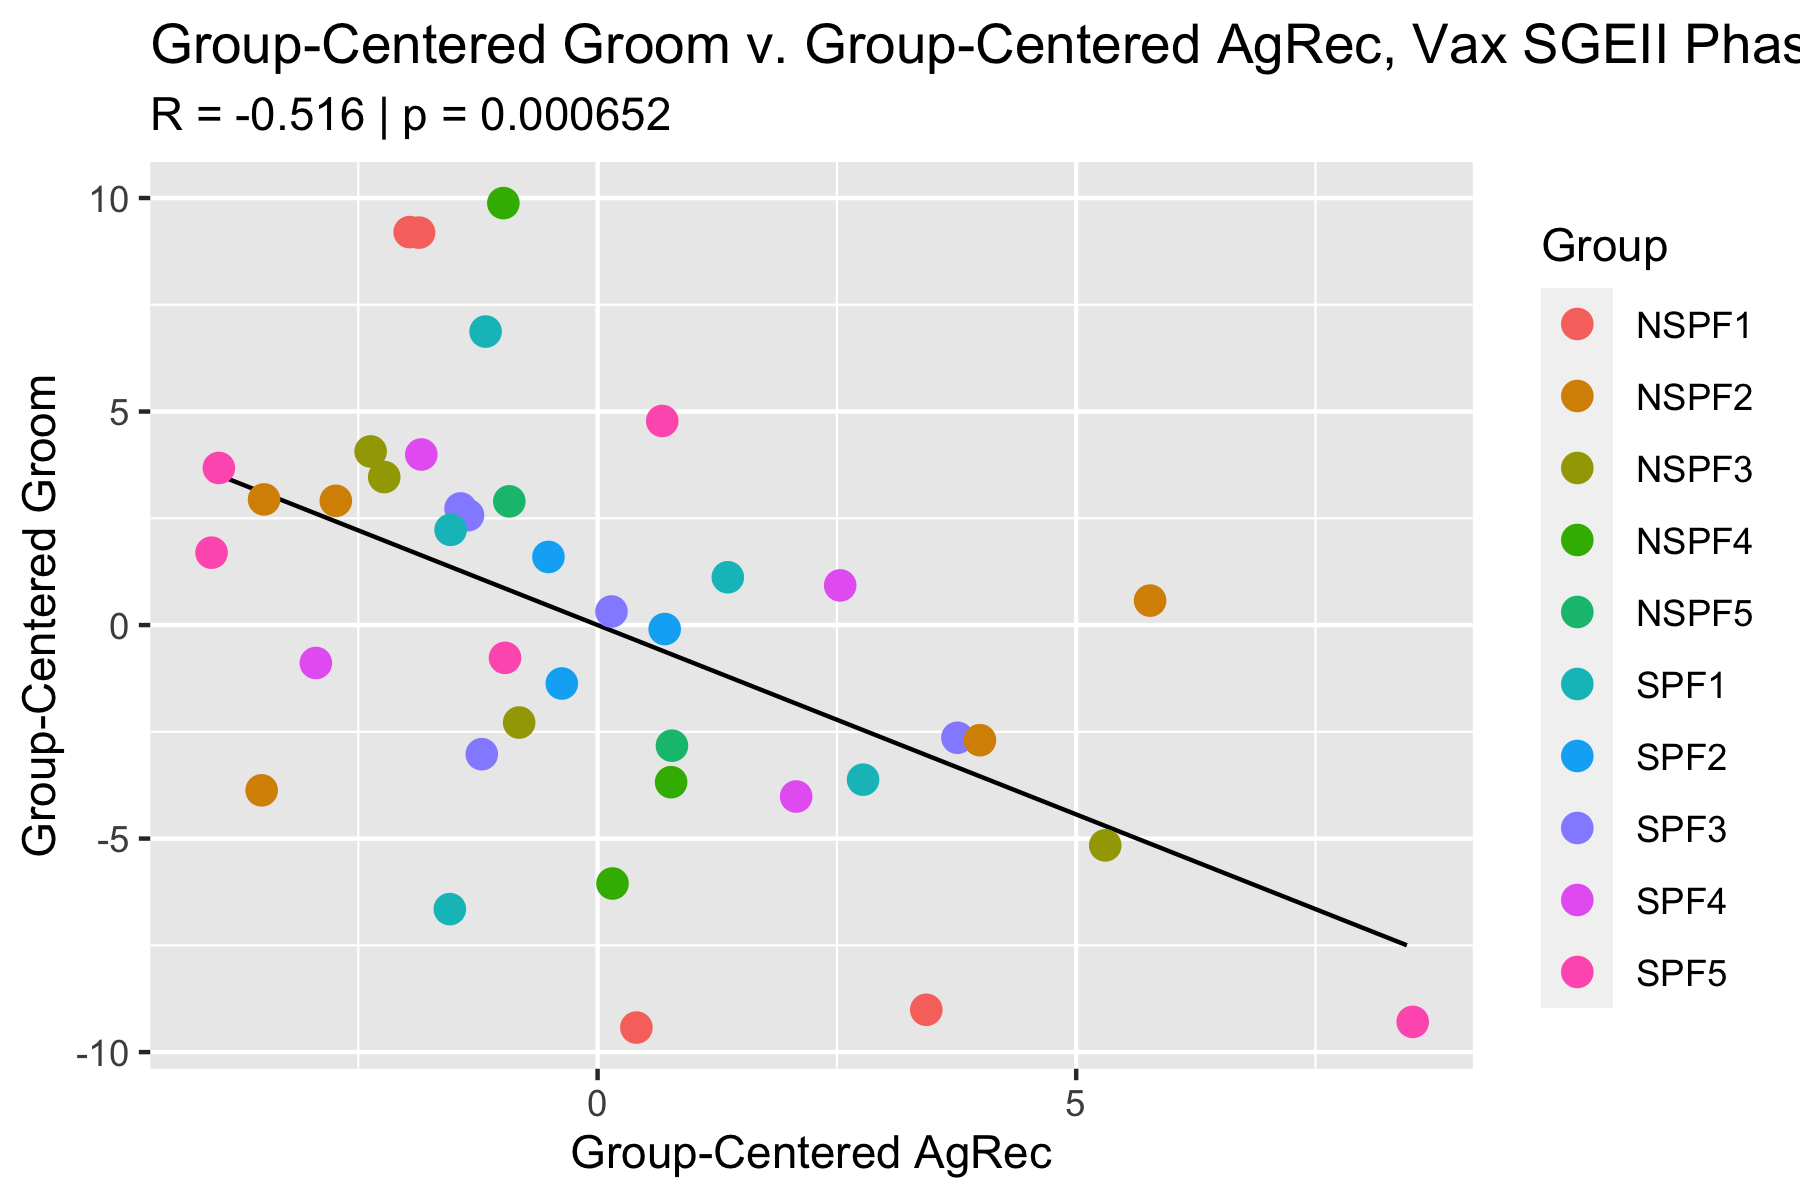 Group-Centered Groom v. Group-Centered AgRec, Vax SGEII Phas
R = -0.516 | p = 0.000652
10
5
0
-5
-10
Group-Centered Groom
0
5
Group-Centered AgRec
Group
NSPF1
NSPF2
NSPF3
NSPF4
NSPF5
SPF1
SPF2
SPF3
SPF4
SPF5